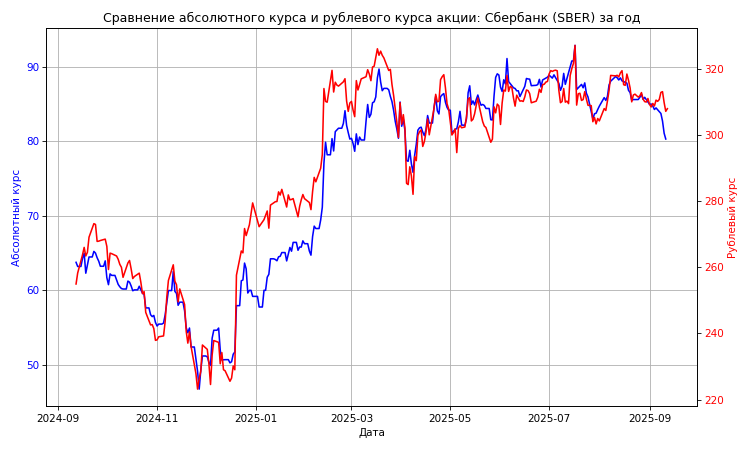 Сравнение абсолютного курса и рублевого курса акции: Сбербанк (SBER) за год
Абсолютный курс
90
80
70
60
50
320
300
280
260
240
220
Рублевый курс
2024-09 2024-11 2025-01 2025-03 2025-05 2025-07 2025-09
Дата